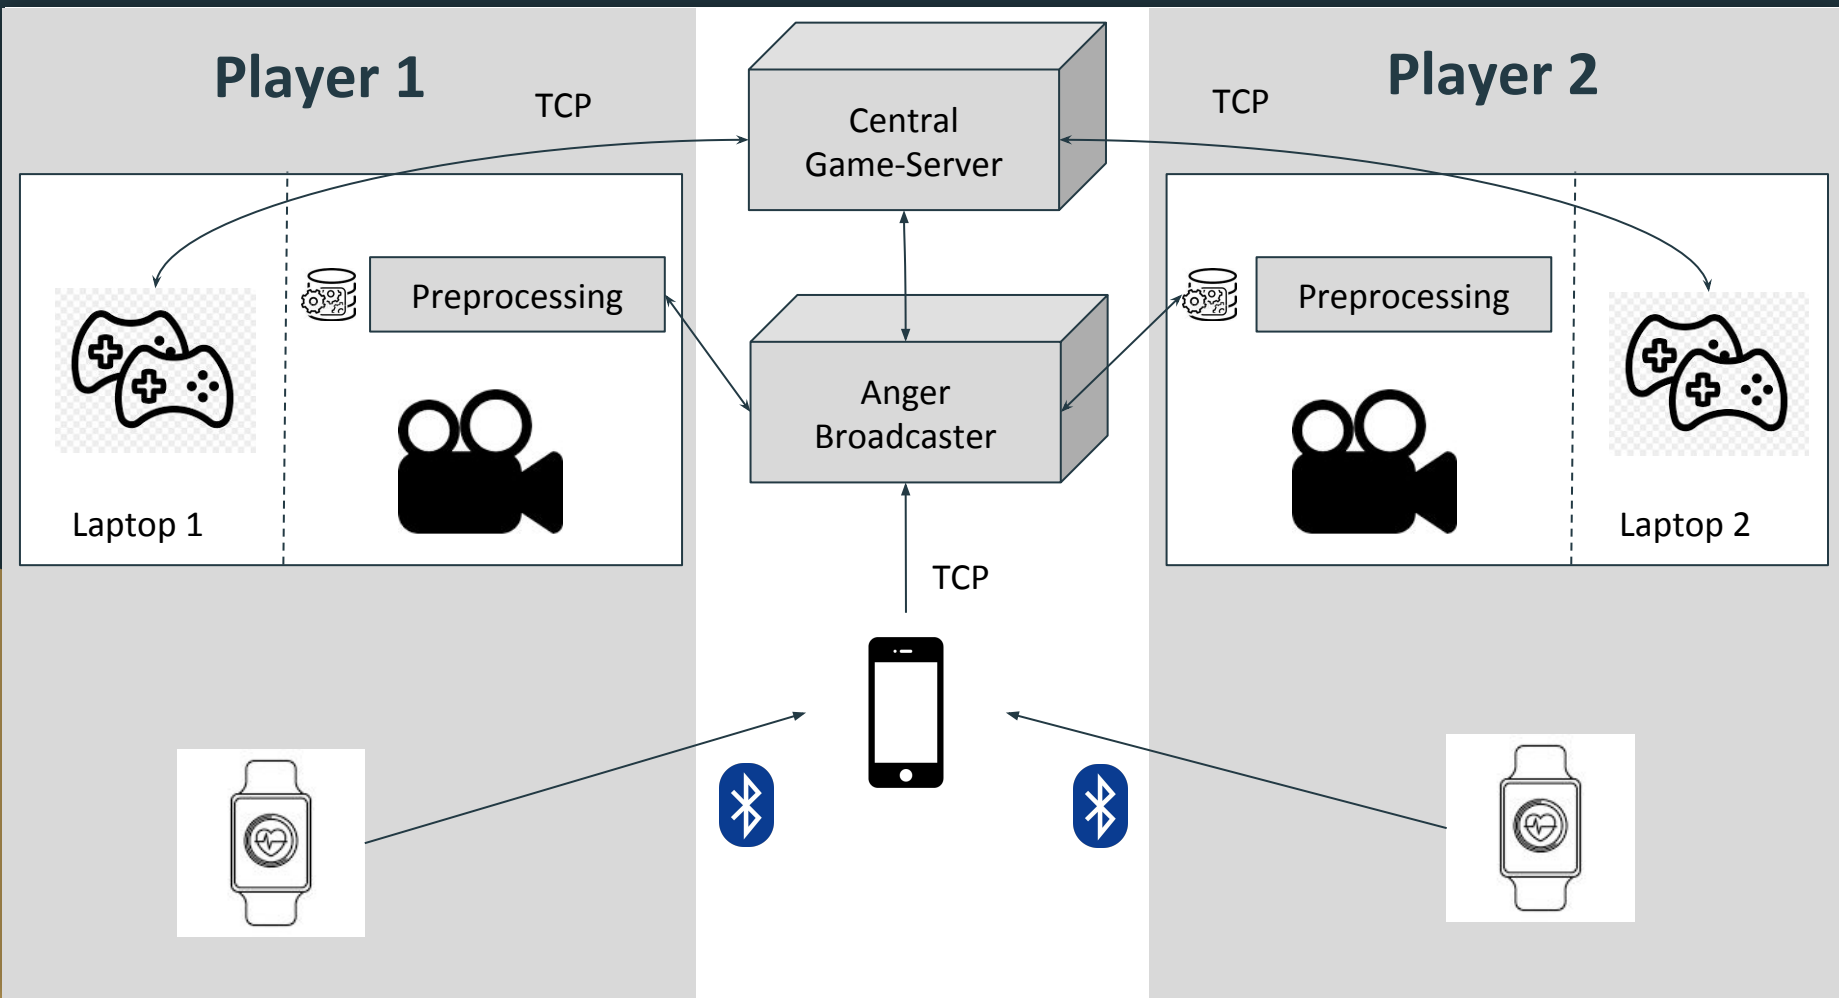 Player 1
TCP
Central
Game-Server
TCP
Player 2
Preprocessing
Preprocessing
Anger
Broadcaster
Laptop 1
Laptop 2
TCP